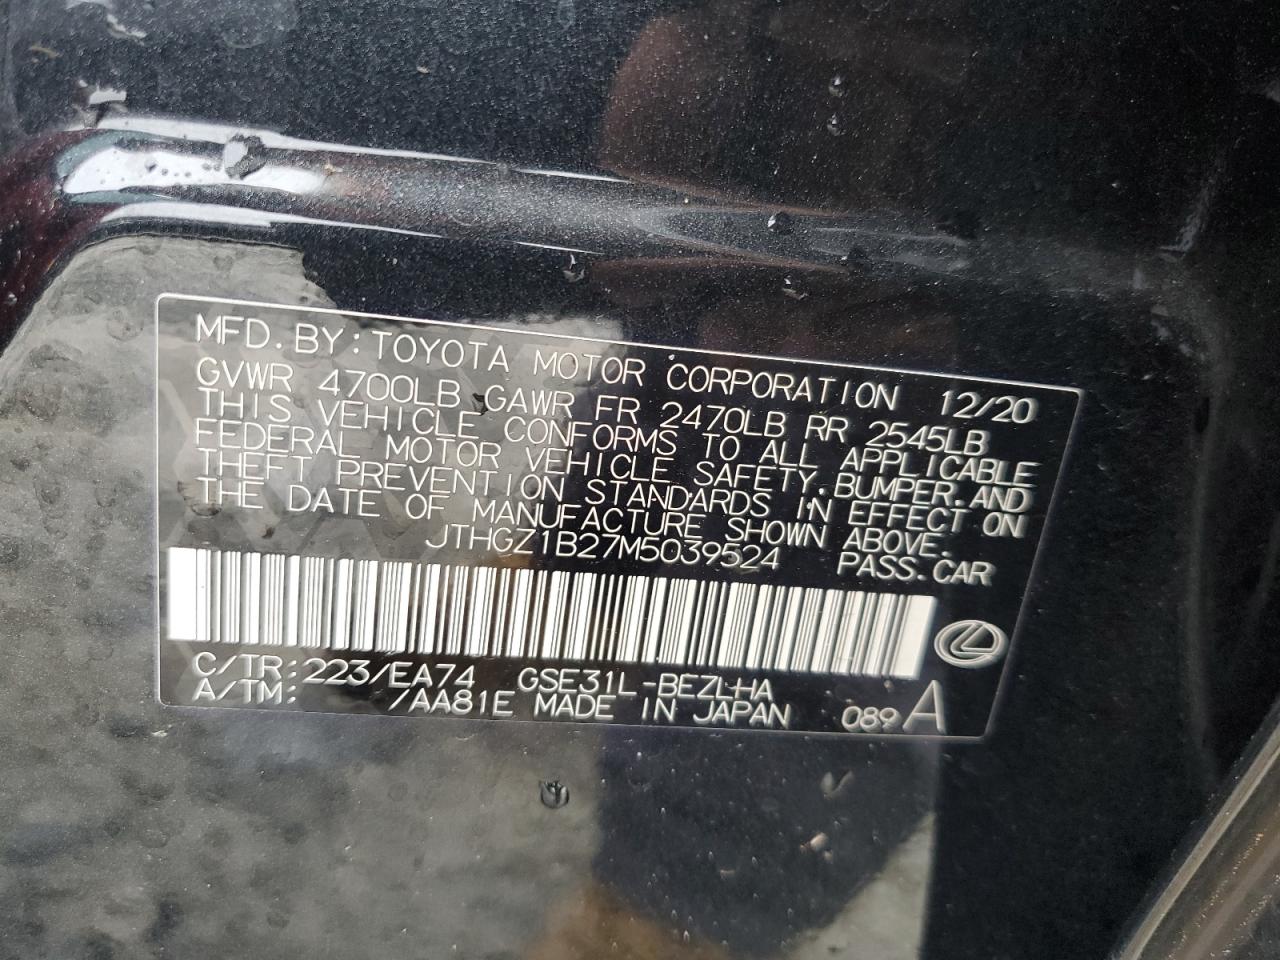 MFD.BY:TOYOTA MOTOR CORPORATION 12/20
GVWR 4700LB GAWR FR 2470LB RR 2545LB
THIS VEHICLE CONFORMS TO ALL APPLICABLE
FEDERAL MOTOR VEHICLE SAFETY,BUMPER,AND
THEFT PREVENTION STANDARDS IN EFFECT ON
THE DATE OF MANUFACTURE SHOWN ABOVE.
JTHGZ1B27M5039524 PASS.CAR
C/TR:223/EA74 GSE31L-BEZLHA
A/TM: /AA81E MADE IN JAPAN 089 A